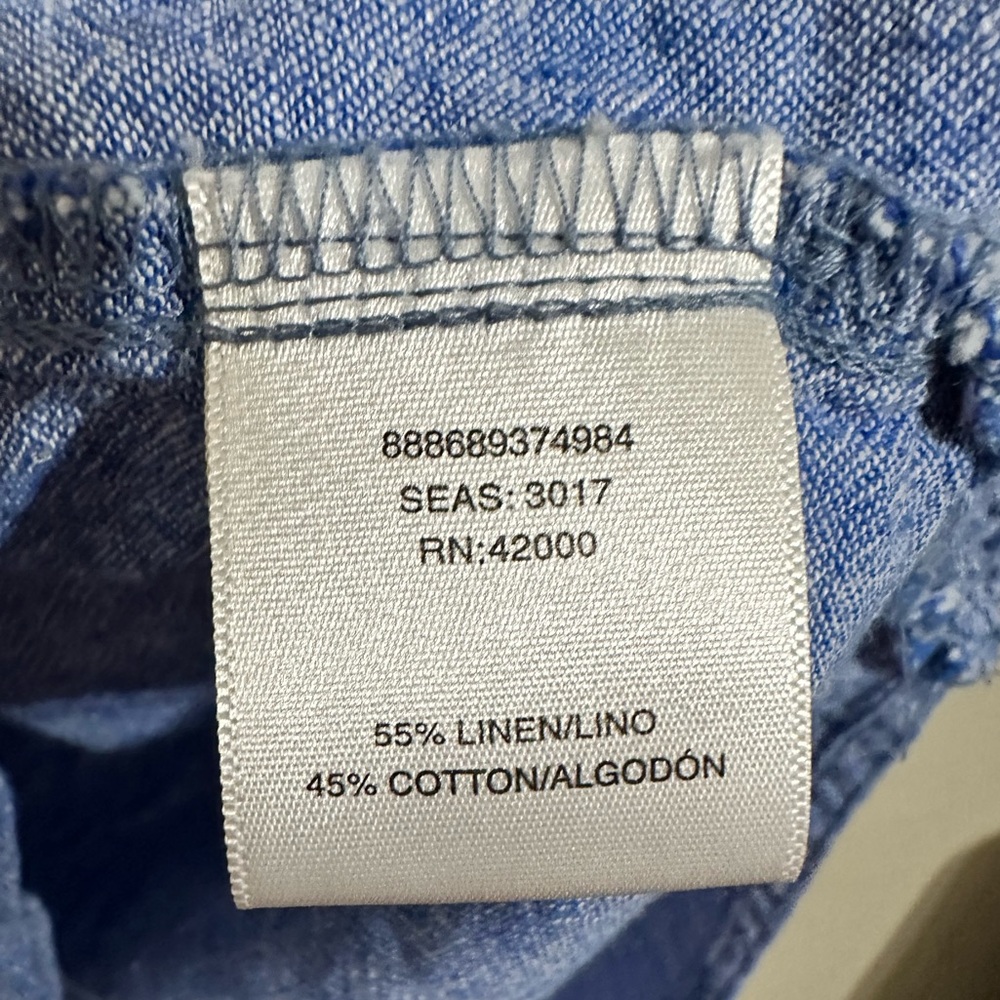 888689374984
SEAS: 3017
RN:42000
55% LINEN/LINO
45% COTTON/ALGODÓN